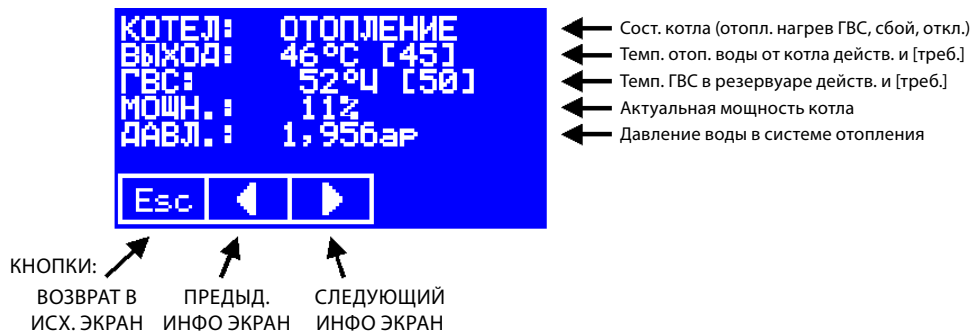 КОТЕЛ: ОТОПЛЕНИЕ
ВЫХОД: 46°C [45]
ГВС: 52°Ч [50]
МОЩН.: 11%
ДАВЛ.: 1,95бар
Esc
Сост. котла (отопл. нагрев ГВС, сбой, откл.)
Темп. отоп. воды от котла действ. и [треб.]
Темп. ГВС в резервуаре действ. и [треб.]
Актуальная мощность котла
Давление воды в системе отопления
КНОПКИ:
ВОЗВРАТ В
ИСХ. ЭКРАН
ПРЕДЫД.
ИНФО ЭКРАН
СЛЕДУЮЩИЙ
ИНФО ЭКРАН